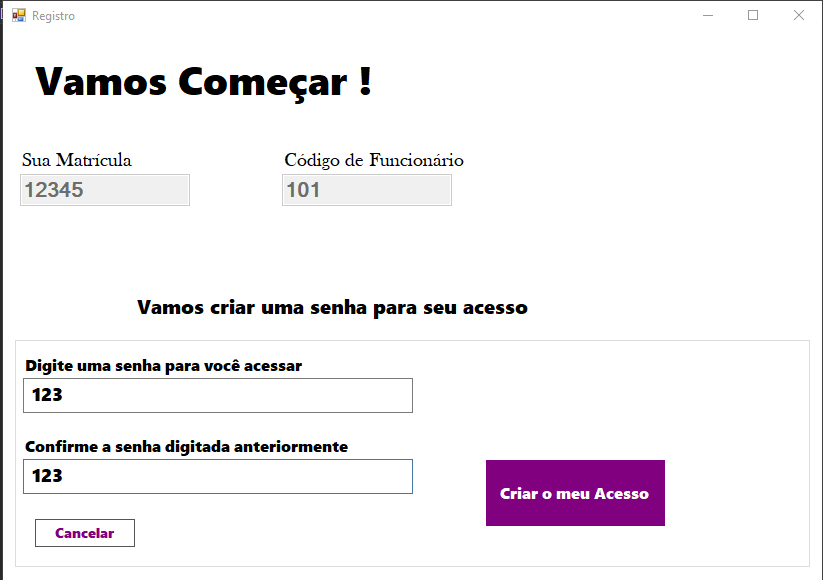 Registro
Vamos Começar !
Sua Matrícula
Código de Funcionário
12345
101
Vamos criar uma senha para seu acesso
Digite uma senha para você acessar
123
Confirme a senha digitada anteriormente
123
Criar o meu Acesso
Cancelar